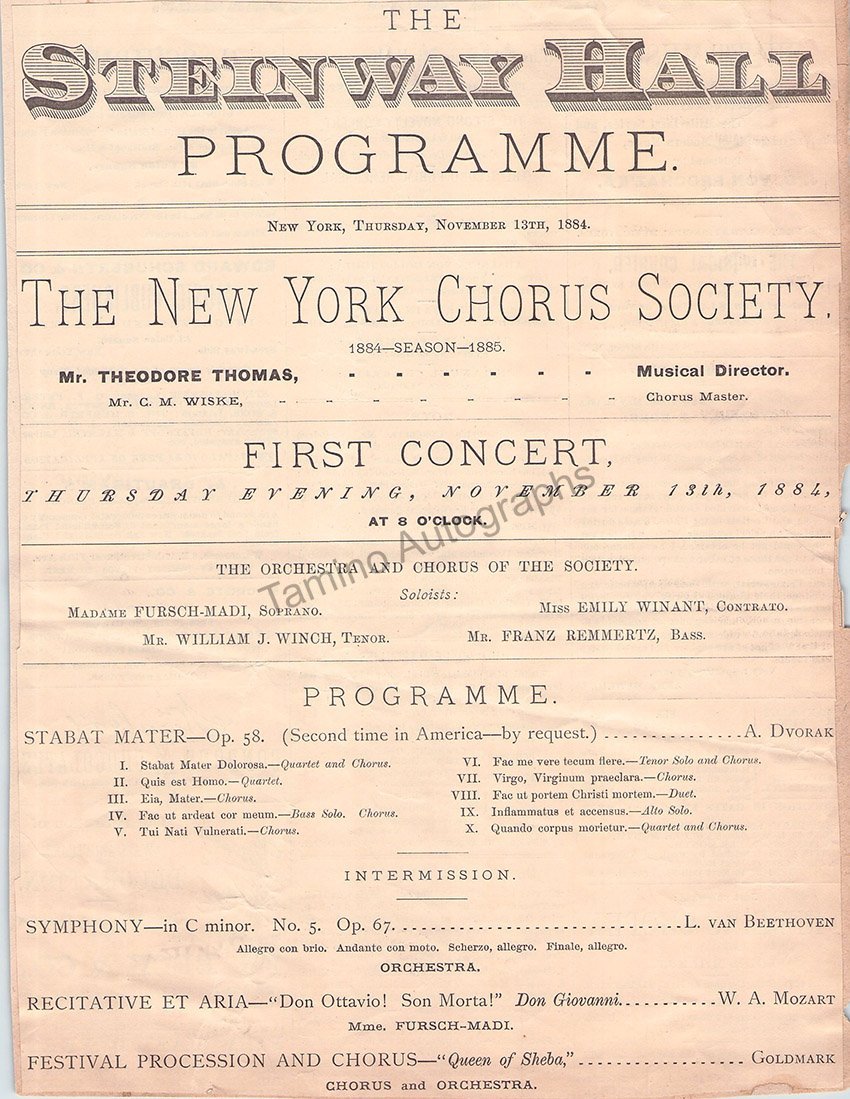 THE
STEINWAY HALL
PROGRAMME.
NEW YORK, THURSDAY, NOVEMBER 13TH, 1884.
THE NEW YORK CHORUS SOCIETY.
1884—SEASON—1885.
Mr. THEODORE THOMAS, - - - - - - Musical Director.
Mr. C. M. WISKE, - - - - - - - - - Chorus Master.
FIRST CONCERT,
THURSDAY EVENING, NOVEMBER 13th, 1884,
AT 8 O'CLOCK.
Tamino Autographs
THE ORCHESTRA AND CHORUS OF THE SOCIETY.
Soloists:
MADAME FURSCH-MADI, SOPRANO. MISS EMILY WINANT, CONTRATO.
MR. WILLIAM J. WINCH, TENOR. MR. FRANZ REMMERTZ, BASS.
PROGRAMME.
STABAT MATER—Op. 58. (Second time in America—by request.) ............... A. DVORAK
I. Stabat Mater Dolorosa.—Quartet and Chorus.
II. Quis est Homo.—Quartet.
III. Eia, Mater.—Chorus.
IV. Fac ut ardeat cor meum.—Bass Solo. Chorus.
V. Tui Nati Vulnerati.—Chorus.
VI. Fac me vere tecum flere.—Tenor Solo and Chorus.
VII. Virgo, Virginum praeclara.—Chorus.
VIII. Fac ut portem Christi mortem.—Duet.
IX. Inflammatus et accensus.—Alto Solo.
X. Quando corpus morietur.—Quartet and Chorus.
INTERMISSION.
SYMPHONY—in C minor. No. 5. Op. 67. ............................. L. VAN BEETHOVEN
Allegro con brio. Andante con moto. Scherzo, allegro. Finale, allegro.
ORCHESTRA.
RECITATIVE ET ARIA—"Don Ottavio! Son Morta!" Don Giovanni........... W. A. MOZART
Mme. FURSCH-MADI.
FESTIVAL PROCESSION AND CHORUS—"Queen of Sheba," .................. GOLDMARK
CHORUS and ORCHESTRA.